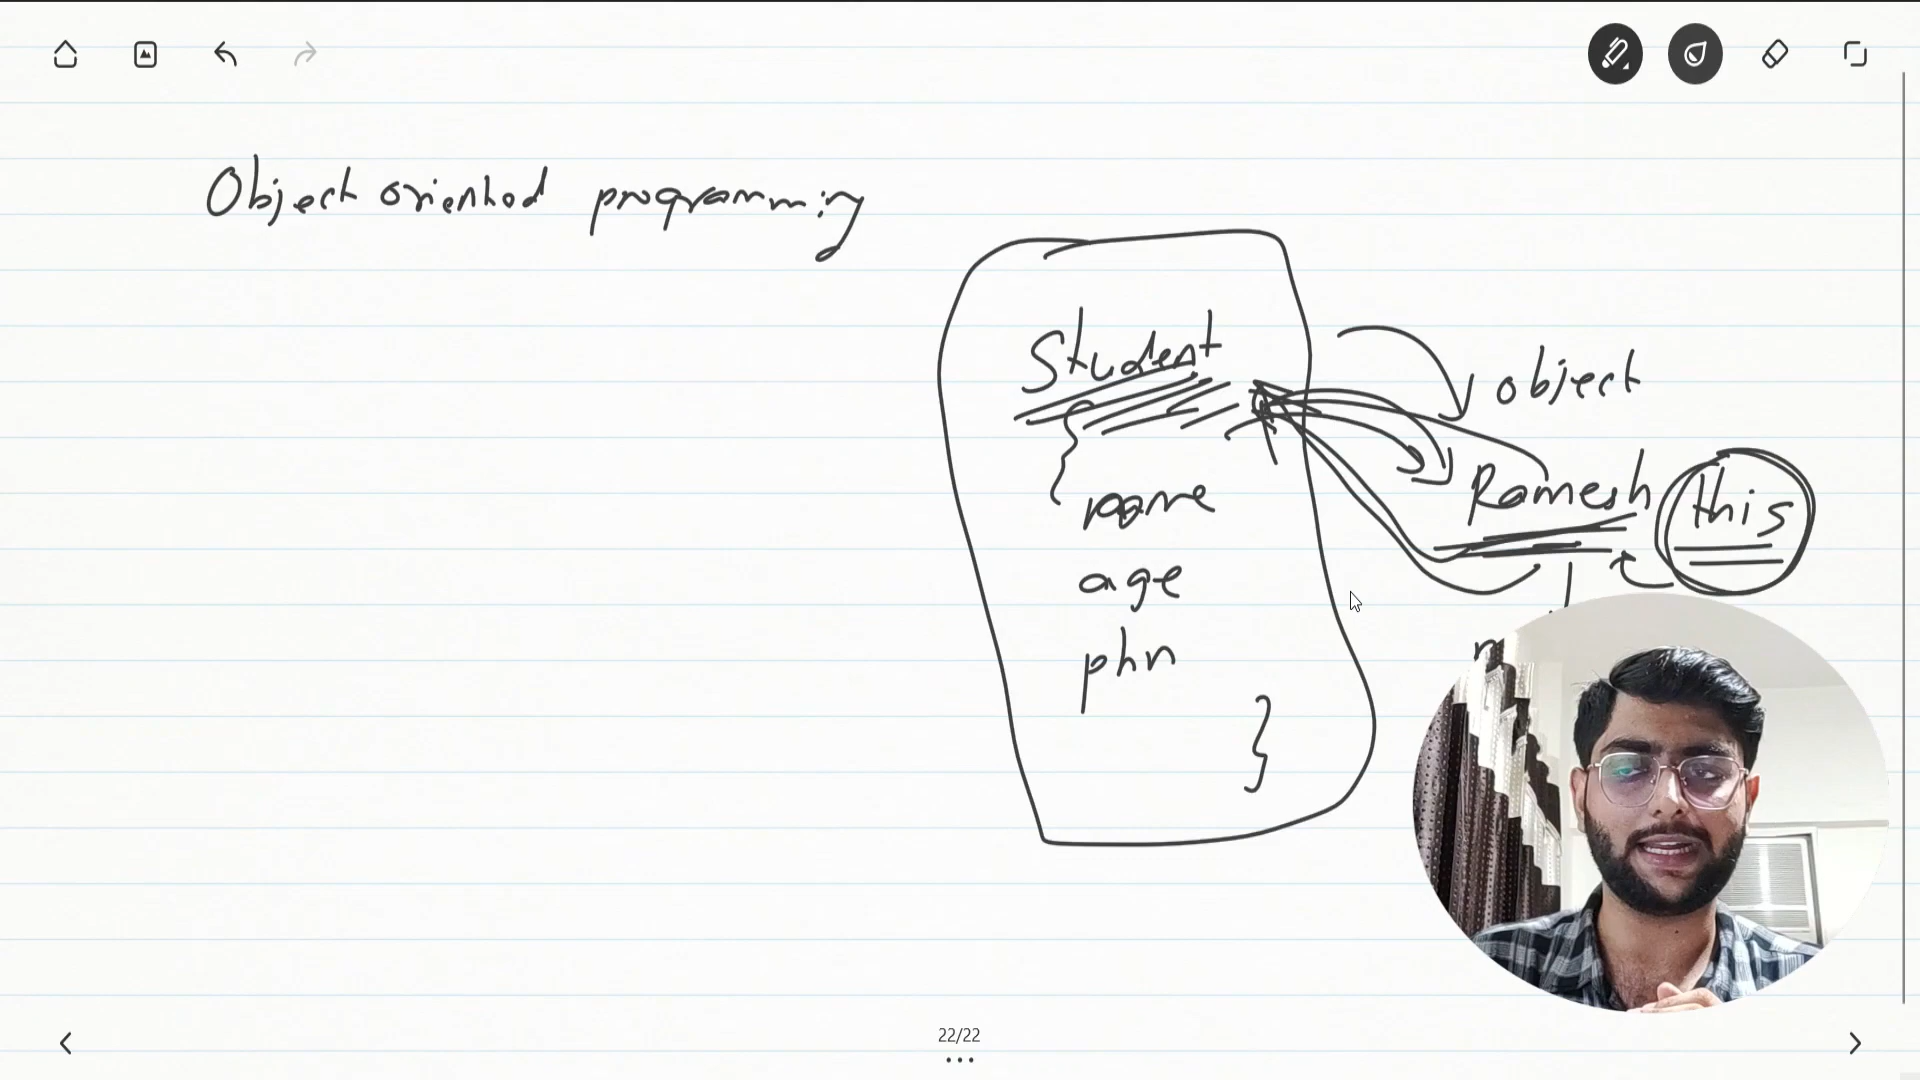 Object oriented programming
Student
object
{
name
Ramesh
this
age
phn
}
22/22